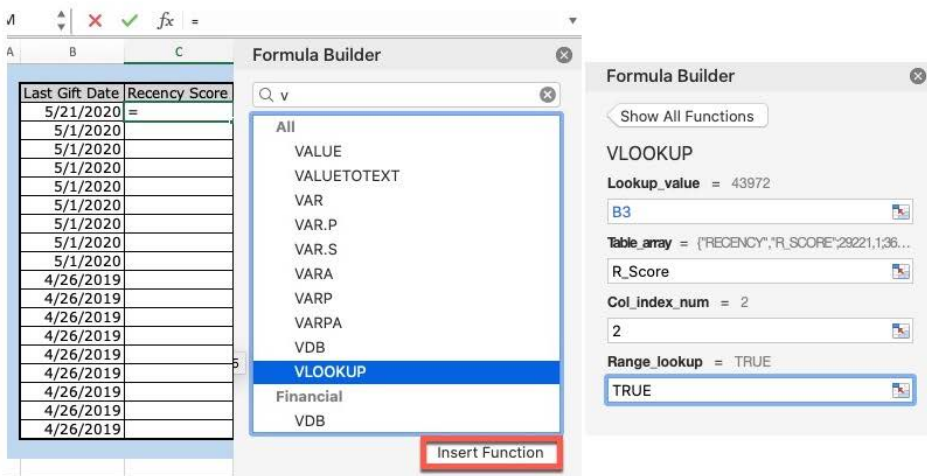 fx =
A B C
Last Gift Date Recency Score
5/21/2020 =
5/1/2020
5/1/2020
5/1/2020
5/1/2020
5/1/2020
5/1/2020
5/1/2020
5/1/2020
4/26/2019
4/26/2019
4/26/2019
4/26/2019
4/26/2019
4/26/2019
4/26/2019
4/26/2019
4/26/2019
Formula Builder
v
All
VALUE
VALUETOTEXT
VAR
VAR.P
VAR.S
VARA
VARP
VARPA
VDB
VLOOKUP
Financial
VDB
Insert Function
Formula Builder
Show All Functions
VLOOKUP
Lookup_value = 43972
B3
Table_array = {"RECENCY","R_SCORE";29221,1;36...
R_Score
Col_index_num = 2
2
Range_lookup = TRUE
TRUE